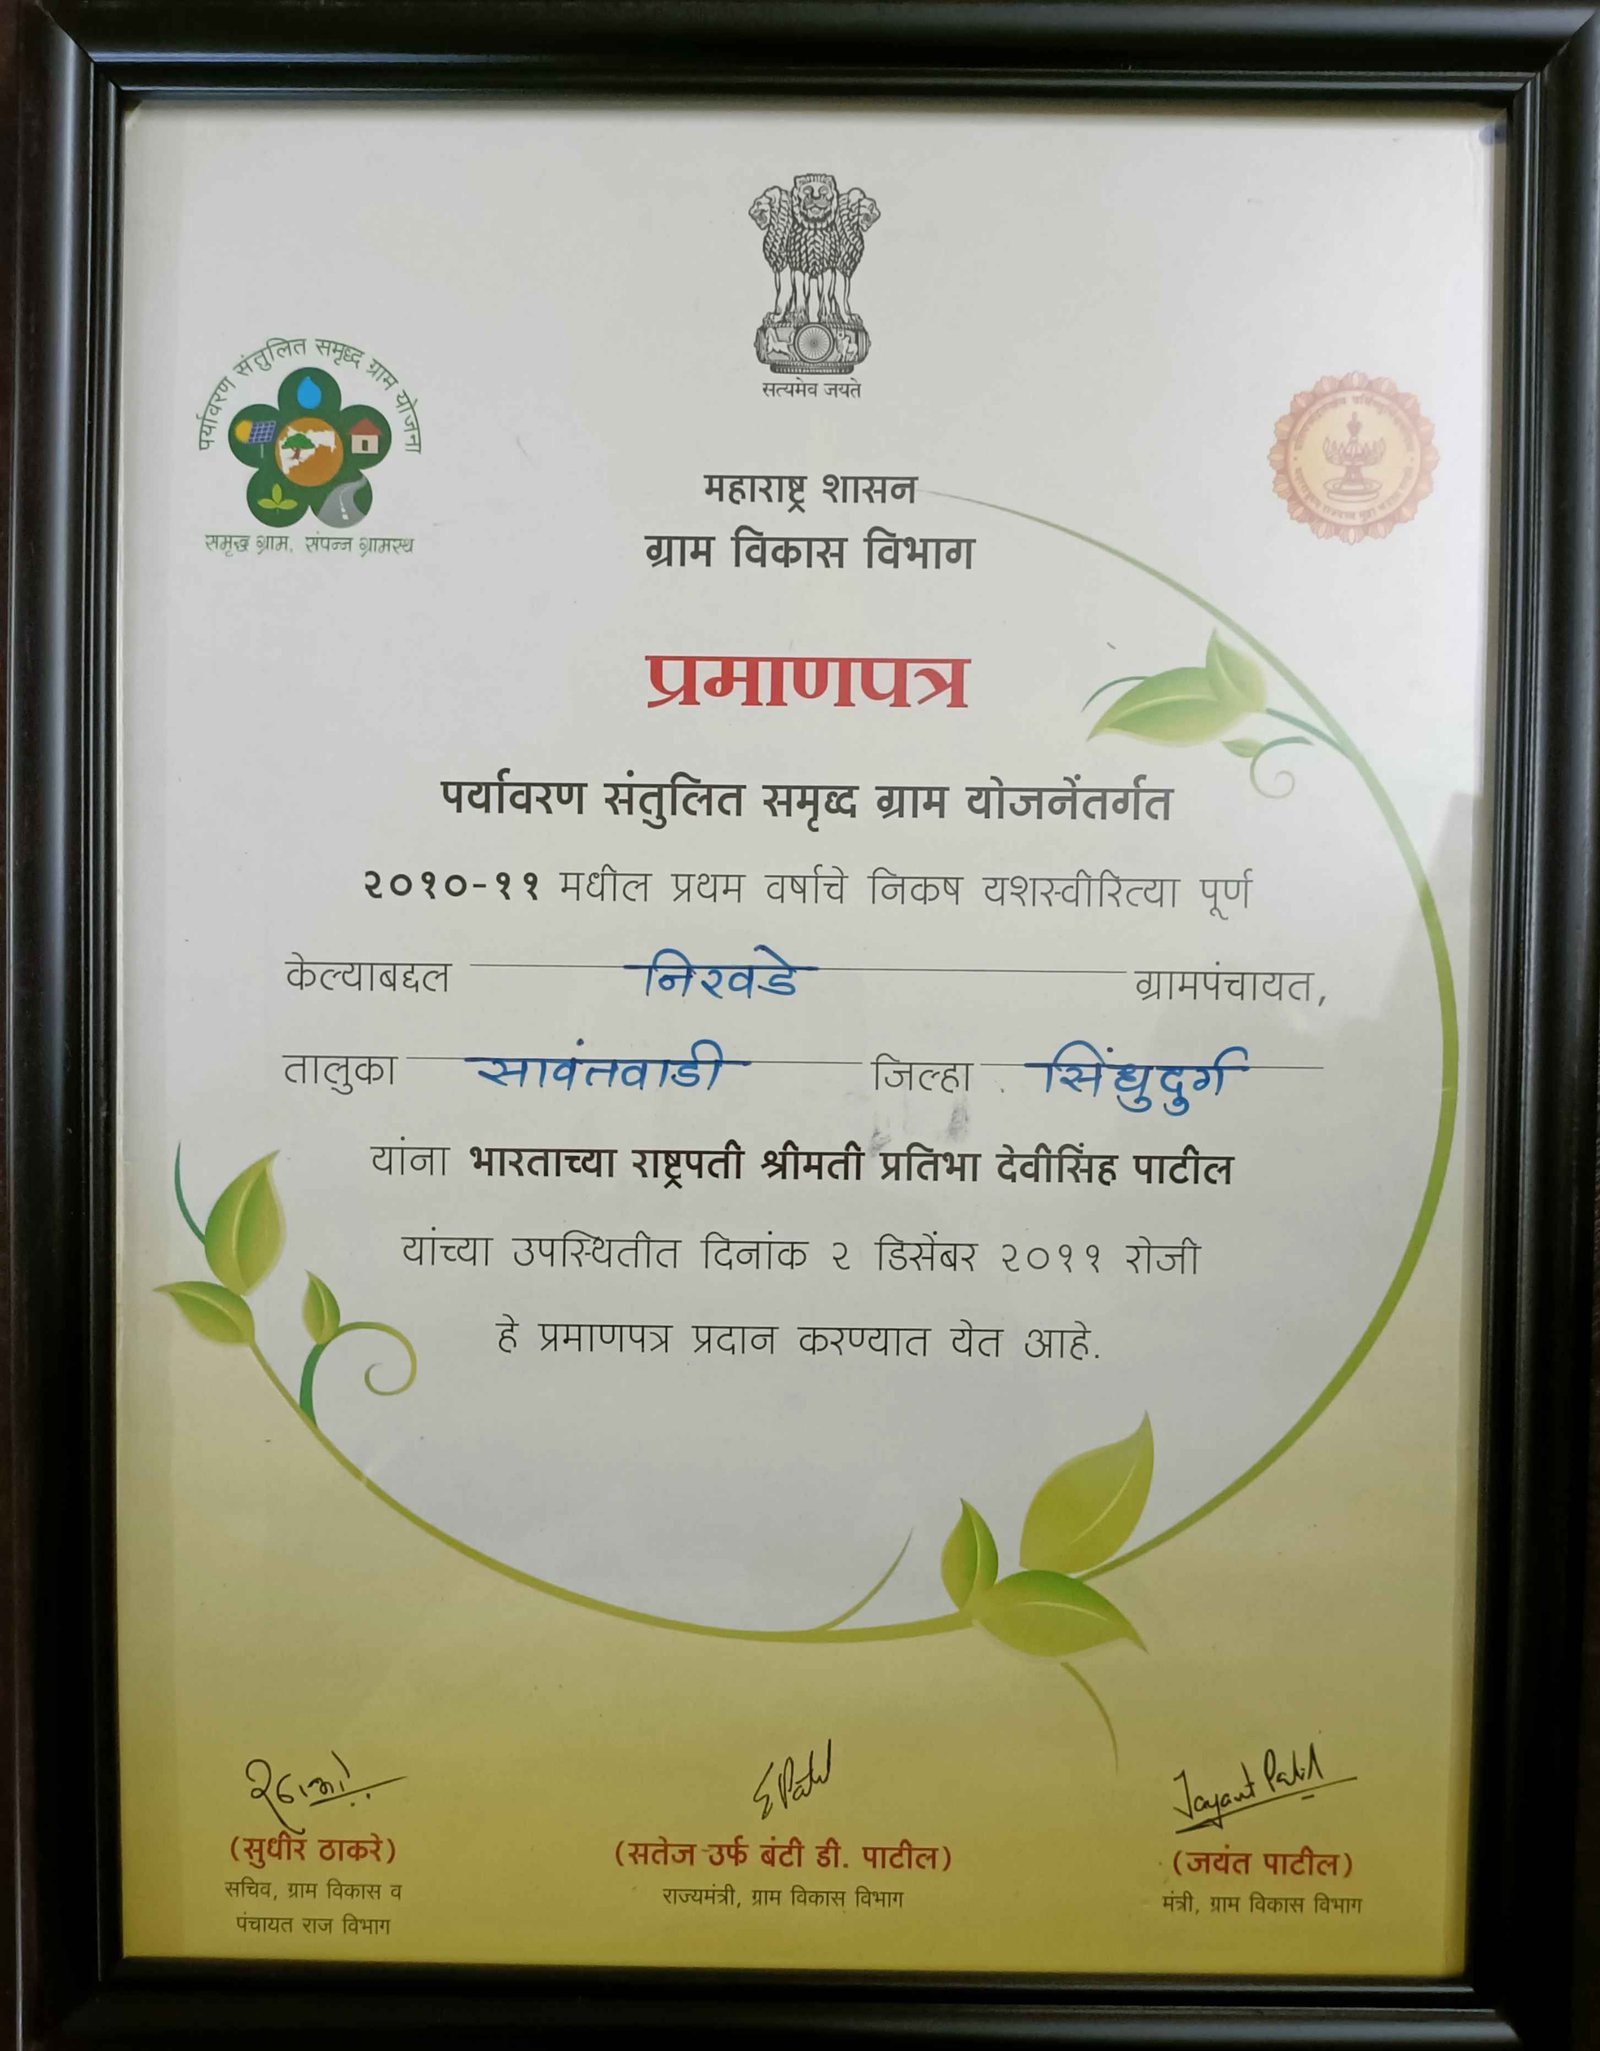 सत्यमेव जयते
पर्यावरण संतुलित समृध्द ग्राम योजना
समृद्ध ग्राम, संपन्न ग्रामस्थ
महाराष्ट्र शासन
ग्राम विकास विभाग
प्रमाणपत्र
पर्यावरण संतुलित समृध्द ग्राम योजनेंतर्गत
२०१०-११ मधील प्रथम वर्षाचे निकष यशस्वीरित्या पूर्ण
केल्याबद्दल निरवडे ग्रामपंचायत,
तालुका सावंतवाडी जिल्हा सिंधुदुर्ग
यांना भारताच्या राष्ट्रपती श्रीमती प्रतिभा देवीसिंह पाटील
यांच्या उपस्थितीत दिनांक २ डिसेंबर २०११ रोजी
हे प्रमाणपत्र प्रदान करण्यात येत आहे.
Jayant Patil
(सुधीर ठाकरे)
सचिव, ग्राम विकास व
पंचायत राज विभाग
(सतेज उर्फ बंटी डी. पाटील)
राज्यमंत्री, ग्राम विकास विभाग
(जयंत पाटील)
मंत्री, ग्राम विकास विभाग